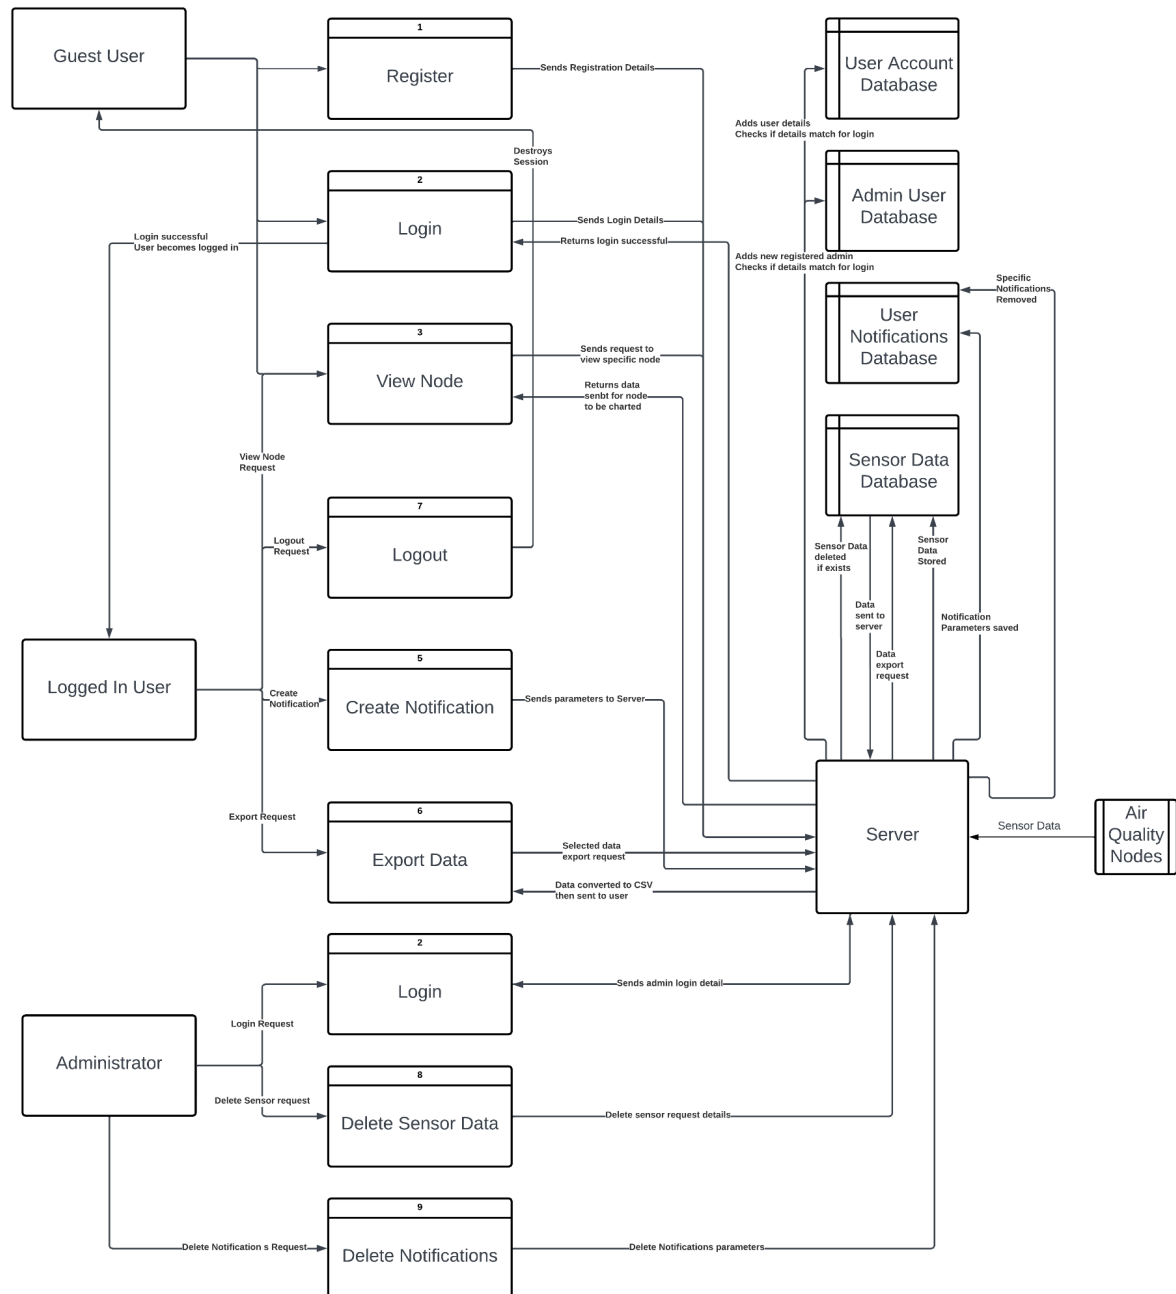 Guest User
1
Register
Sends Registration Details
User Account
Database
Adds user details
Checks if details match for login
Destroys
Session
2
Login
Sends Login Details
Returns login successful
Login successful
User becomes logged in
Admin User
Database
Adds new registered admin
Checks if details match for login
Specific
Notifications
Removed
User
Notifications
Database
3
View Node
Sends request to
view specific node
Returns data
senbt for node
to be charted
Sensor Data
Database
View Node
Request
7
Logout
Logout
Request
Sensor Data
deleted
if exists
Sensor
Data
Stored
Data
sent to
server
Notification
Parameters saved
Data
export
request
Logged In User
5
Create Notification
Create
Notification
Sends parameters to Server
Export Request
6
Export Data
Selected data
export request
Data converted to CSV
then sent to user
Server
Sensor Data
Air
Quality
Nodes
2
Login
Sends admin login detail
Login Request
Administrator
Delete Sensor request
8
Delete Sensor Data
Delete sensor request details
9
Delete Notifications
Delete Notification s Request
Delete Notifications parameters